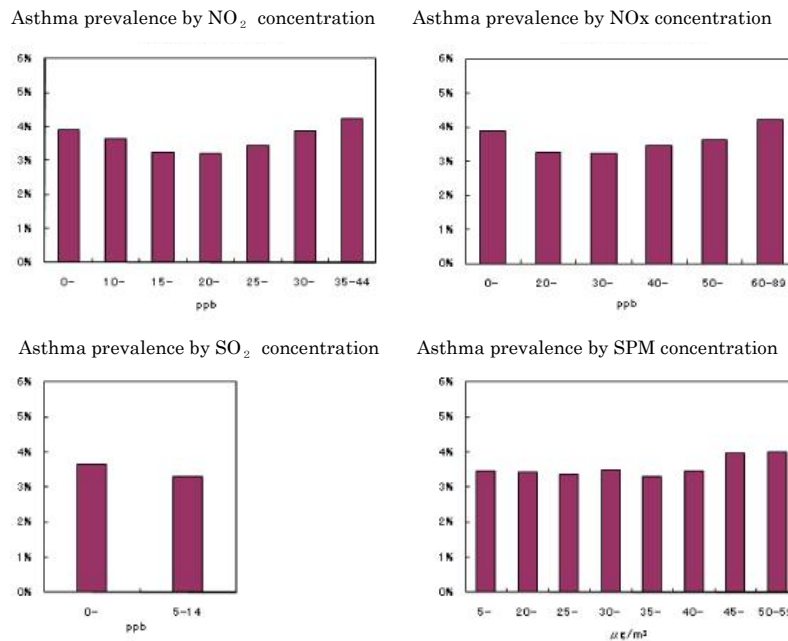 Asthma prevalence by NO₂ concentration
6%
5%
4%
3%
2%
1%
0%
0- 10- 15- 20- 25- 30- 35-44
ppb
Asthma prevalence by NOx concentration
6%
5%
4%
3%
2%
1%
0%
0- 20- 30- 40- 50- 60-89
ppb
Asthma prevalence by SO₂ concentration
6%
5%
4%
3%
2%
1%
0%
0- 5-14
ppb
Asthma prevalence by SPM concentration
6%
5%
4%
3%
2%
1%
0%
5- 20- 25- 30- 35- 40- 45-
μg/m³